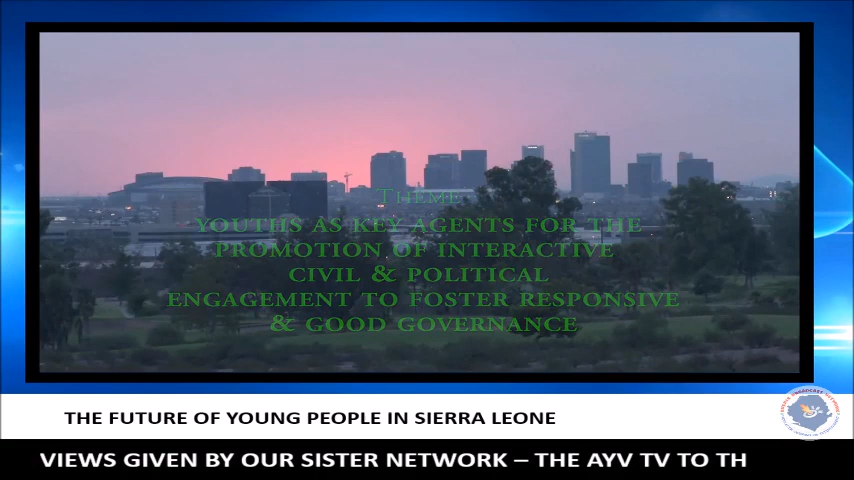 THEME
YOUTHS AS KEY AGENTS FOR THE
PROMOTION OF INTERACTIVE
CIVIL & POLITICAL
ENGAGEMENT TO FOSTER RESPONSIVE
& GOOD GOVERNANCE
THE FUTURE OF YOUNG PEOPLE IN SIERRA LEONE
VIEWS GIVEN BY OUR SISTER NETWORK – THE AYV TV TO TH